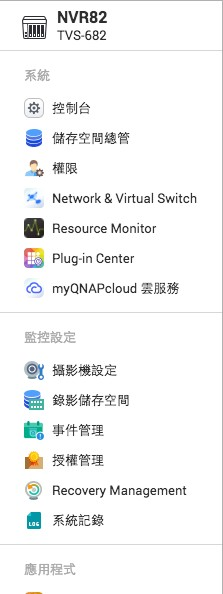 NVR82
TVS-682
系統
控制台
儲存空間總管
權限
Network & Virtual Switch
Resource Monitor
Plug-in Center
myQNAPcloud 雲服務
監控設定
攝影機設定
錄影儲存空間
事件管理
授權管理
Recovery Management
LOG 系統記錄
應用程式